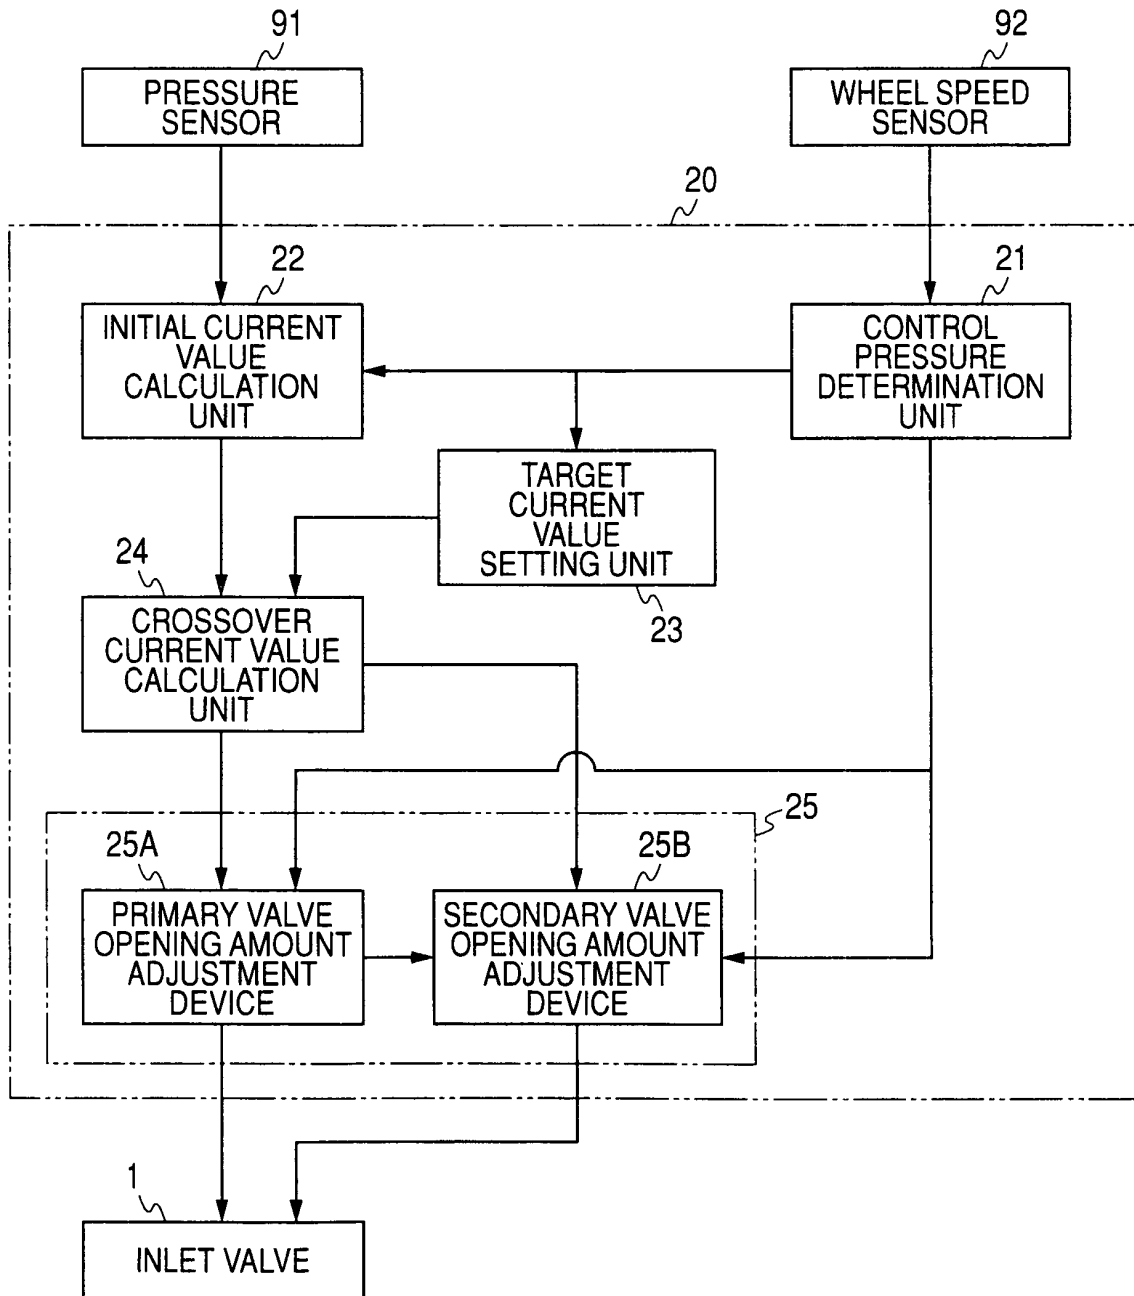 91
92
PRESSURE
SENSOR
WHEEL SPEED
SENSOR
20
22
21
INITIAL CURRENT
VALUE
CALCULATION
UNIT
CONTROL
PRESSURE
DETERMINATION
UNIT
TARGET
CURRENT
VALUE
SETTING UNIT
23
24
CROSSOVER
CURRENT VALUE
CALCULATION
UNIT
25
25A
25B
PRIMARY VALVE
OPENING AMOUNT
ADJUSTMENT
DEVICE
SECONDARY VALVE
OPENING AMOUNT
ADJUSTMENT
DEVICE
1
INLET VALVE